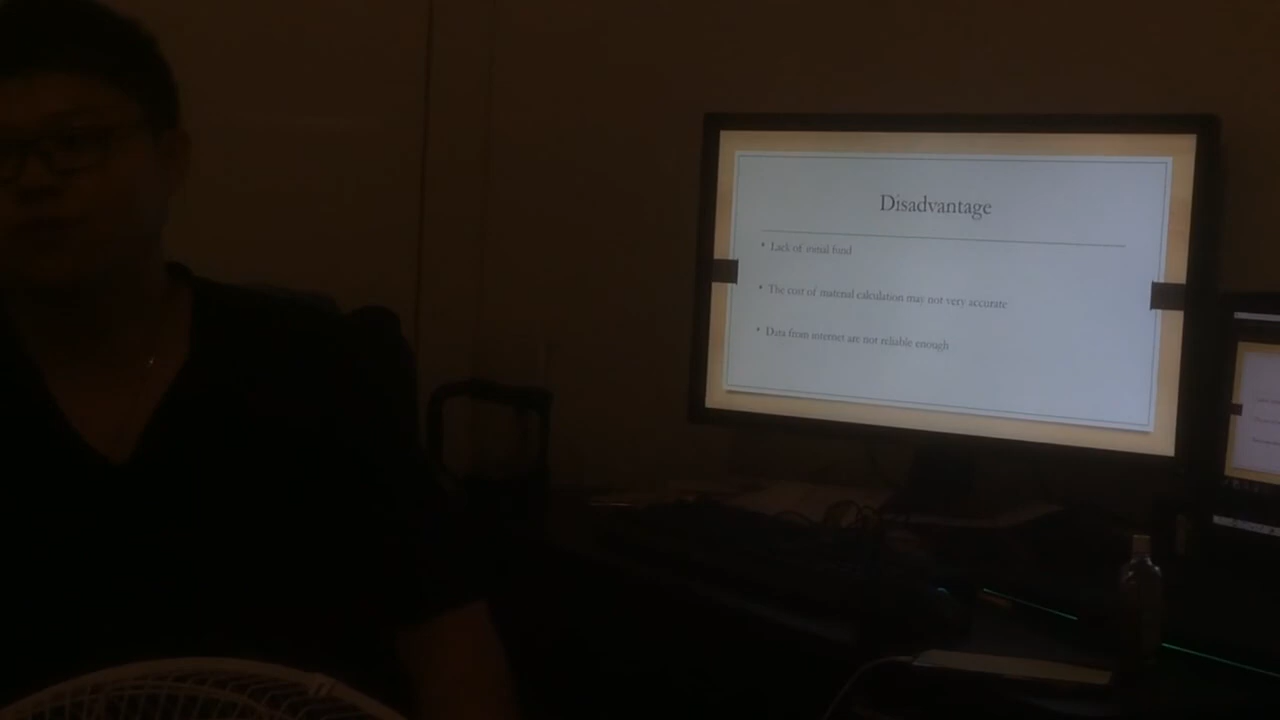 Disadvantage
• Lack of initial fund
• The cost of material calculation may not very accurate
• Data from internet are not reliable enough